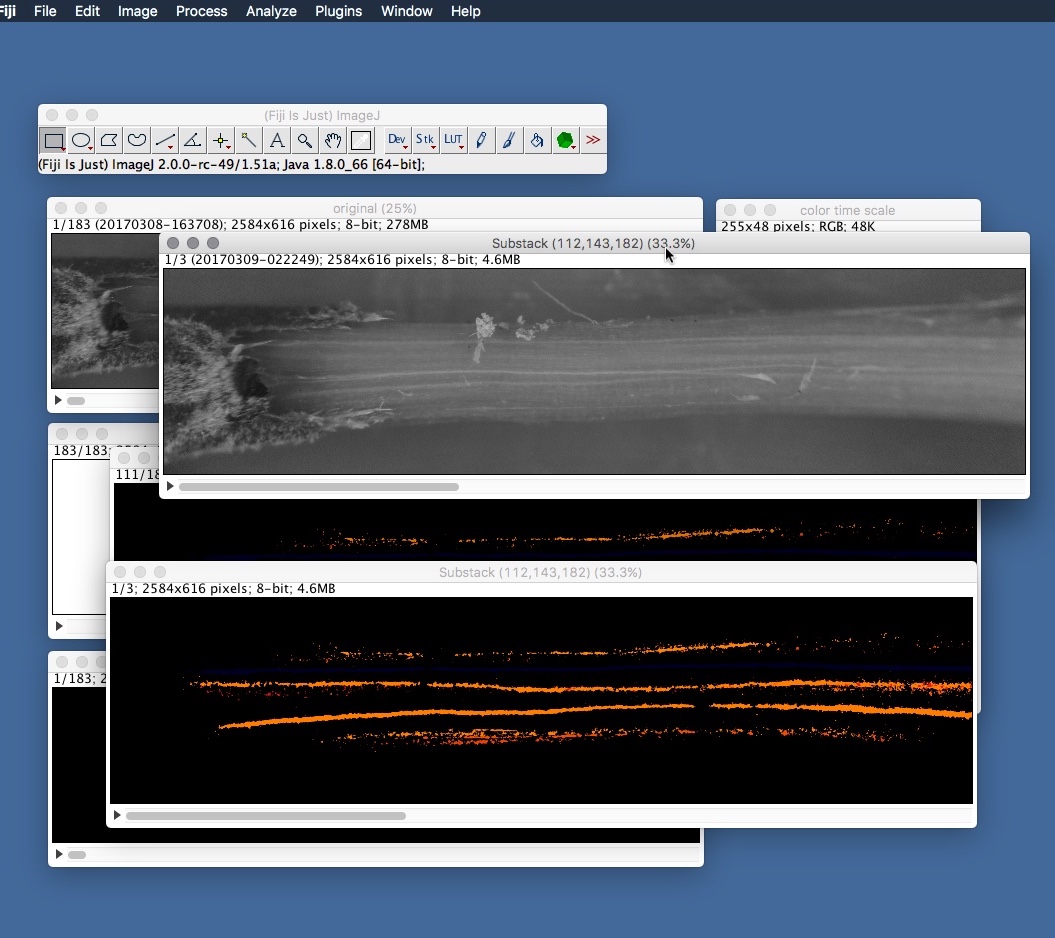 Fiji File Edit Image Process Analyze Plugins Window Help
(Fiji Is Just) ImageJ
Dev Stk LUT
(Fiji Is Just) ImageJ 2.0.0-rc-49/1.51a; Java 1.8.0_66 [64-bit];
original (25%)
1/183 (20170308-163708); 2584x616 pixels; 8-bit; 278MB
color time scale
255x48 pixels; RGB; 48K
Substack (112,143,182) (33.3%)
1/3 (20170309-022249); 2584x616 pixels; 8-bit; 4.6MB
183/183;
111/18
Substack (112,143,182) (33.3%)
1/3; 2584x616 pixels; 8-bit; 4.6MB
1/183; 2